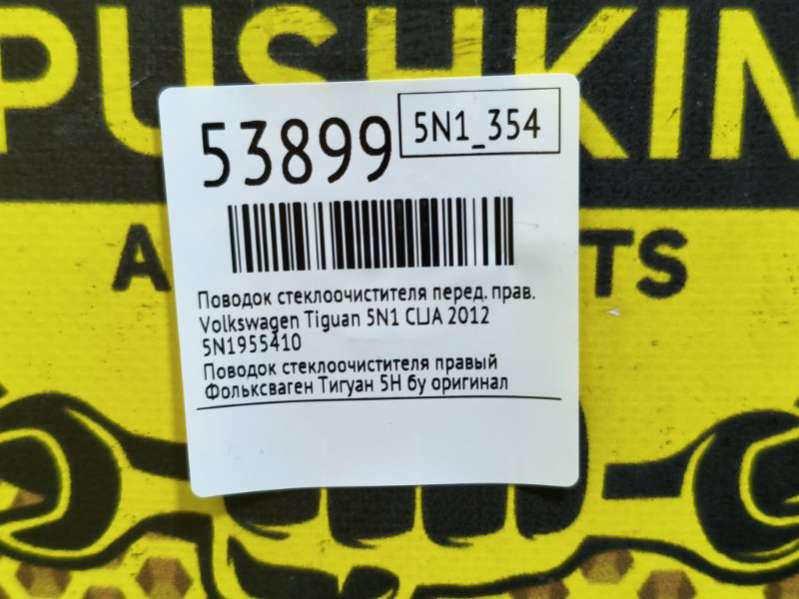 PUSHKIN
53899
5N1_354
Поводок стеклоочистителя перед. прав.
Volkswagen Tiguan 5N1 CLJA 2012
5N1955410
Поводок стеклоочистителя правый
Фольксваген Тигуан 5Н бу оригинал